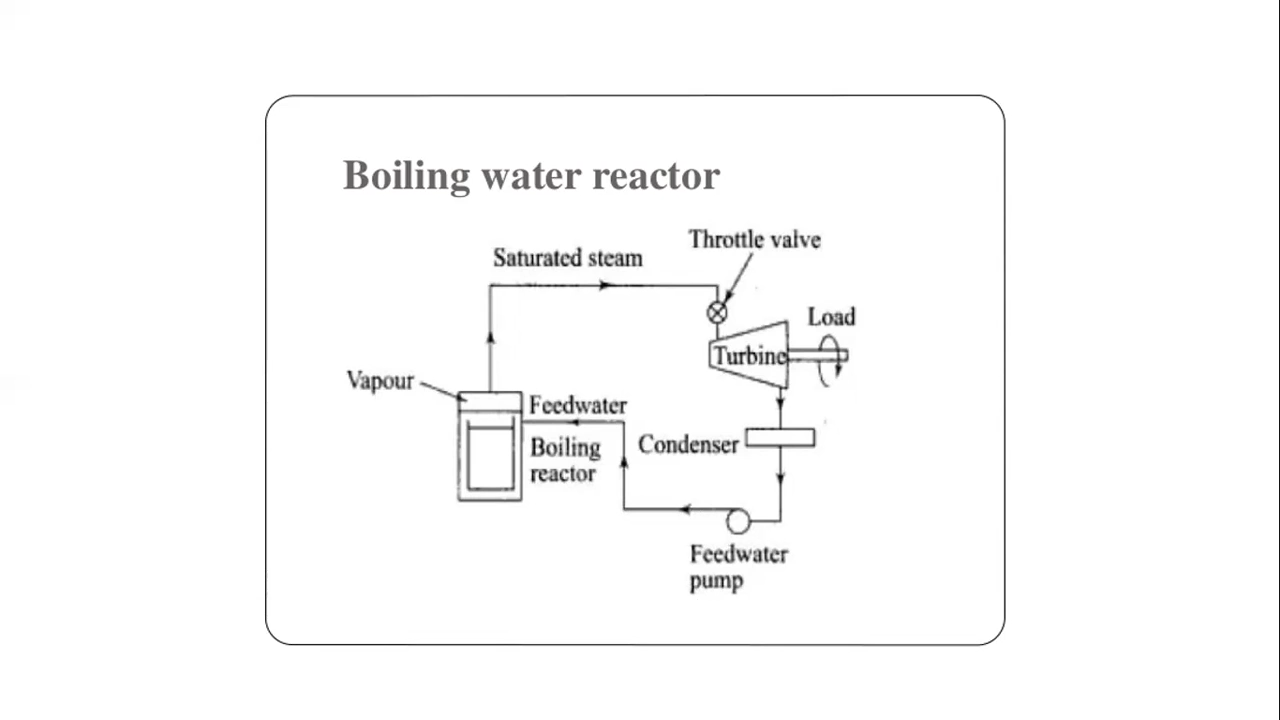 Boiling water reactor
Throttle valve
Saturated steam
Load
Turbine
Vapour
Feedwater
Condenser
Boiling
reactor
Feedwater
pump